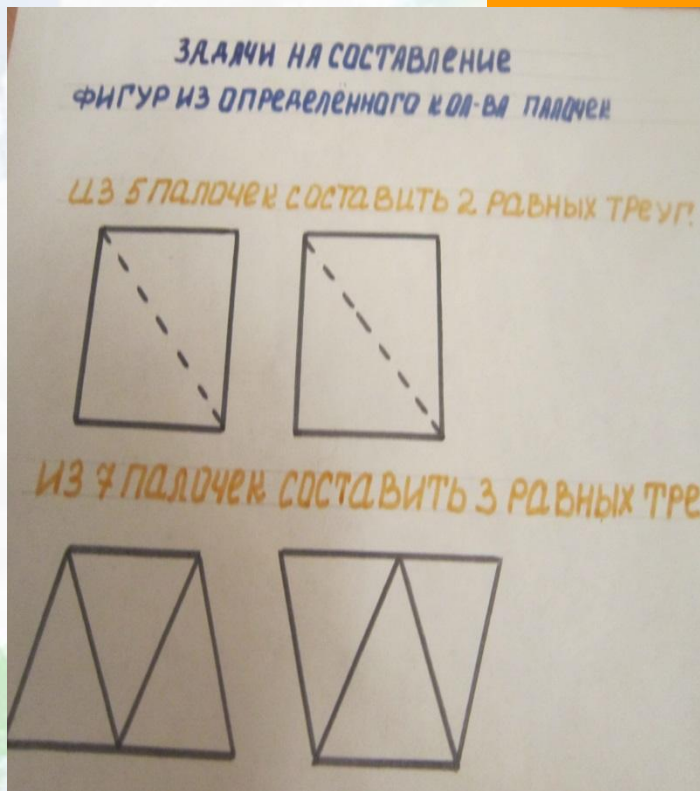 ЗАДАЧИ НА СОСТАВЛЕНИЕ
ФИГУР ИЗ ОПРЕДЕЛЁННОГО КОЛ-ВА ПАЛОЧЕК
ИЗ 5 ПАЛОЧЕК СОСТАВИТЬ 2 РАВНЫХ ТРЕУГ.
ИЗ 7 ПАЛОЧЕК СОСТАВИТЬ 3 РАВНЫХ ТРЕ